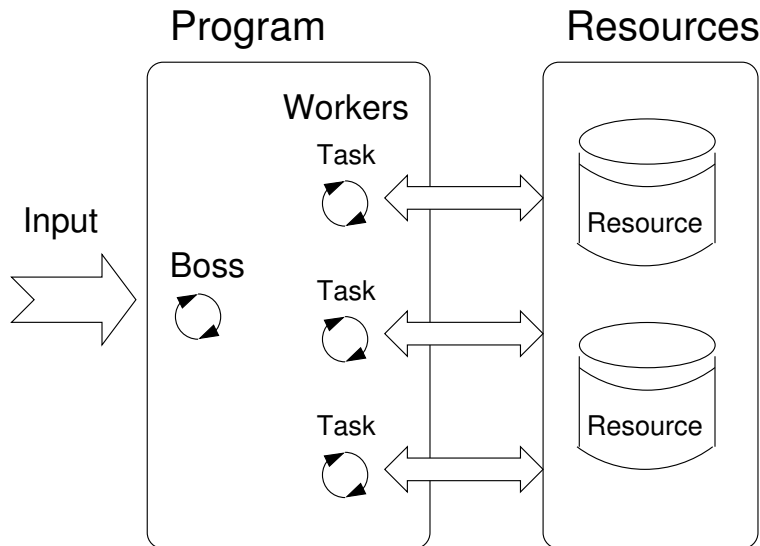 Program
Resources
Workers
Task
Resource
Input
Boss
Task
Task
Resource